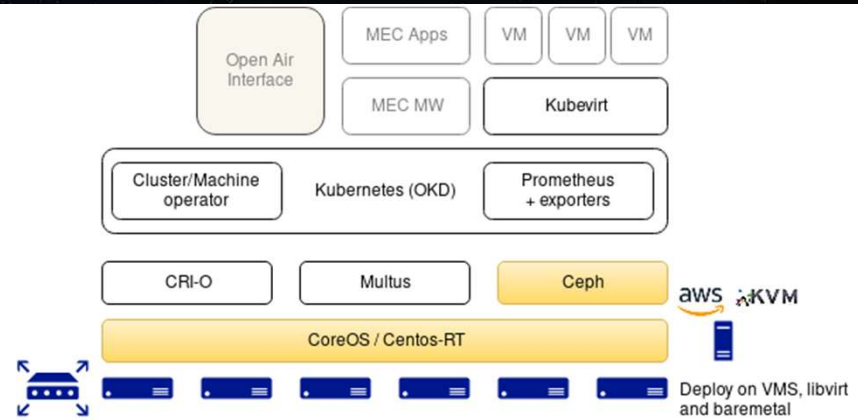 Open Air
Interface
MEC Apps
VM
VM
VM
MEC MW
Kubevirt
Cluster/Machine
operator
Kubernetes (OKD)
Prometheus
+ exporters
CRI-O
Multus
Ceph
aws
KVM
CoreOS / Centos-RT
Deploy on VMS, libvirt
and baremetal